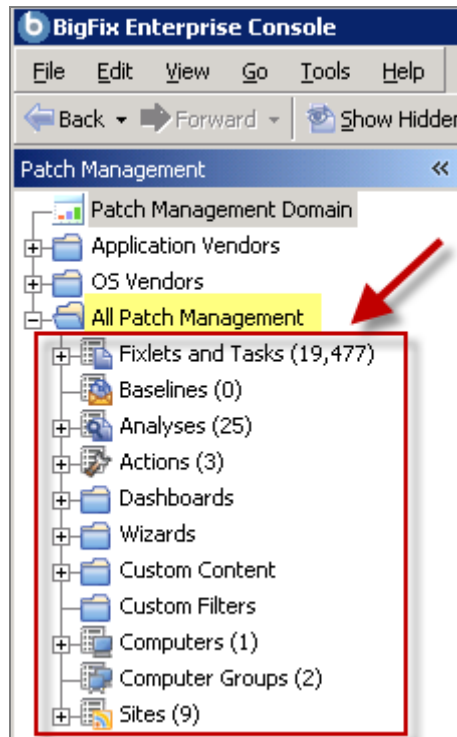 BigFix Enterprise Console
File Edit View Go Tools Help
Back Forward Show Hidden
Patch Management «
Patch Management Domain
Application Vendors
OS Vendors
All Patch Management
Fixlets and Tasks (19,477)
Baselines (0)
Analyses (25)
Actions (3)
Dashboards
Wizards
Custom Content
Custom Filters
Computers (1)
Computer Groups (2)
Sites (9)